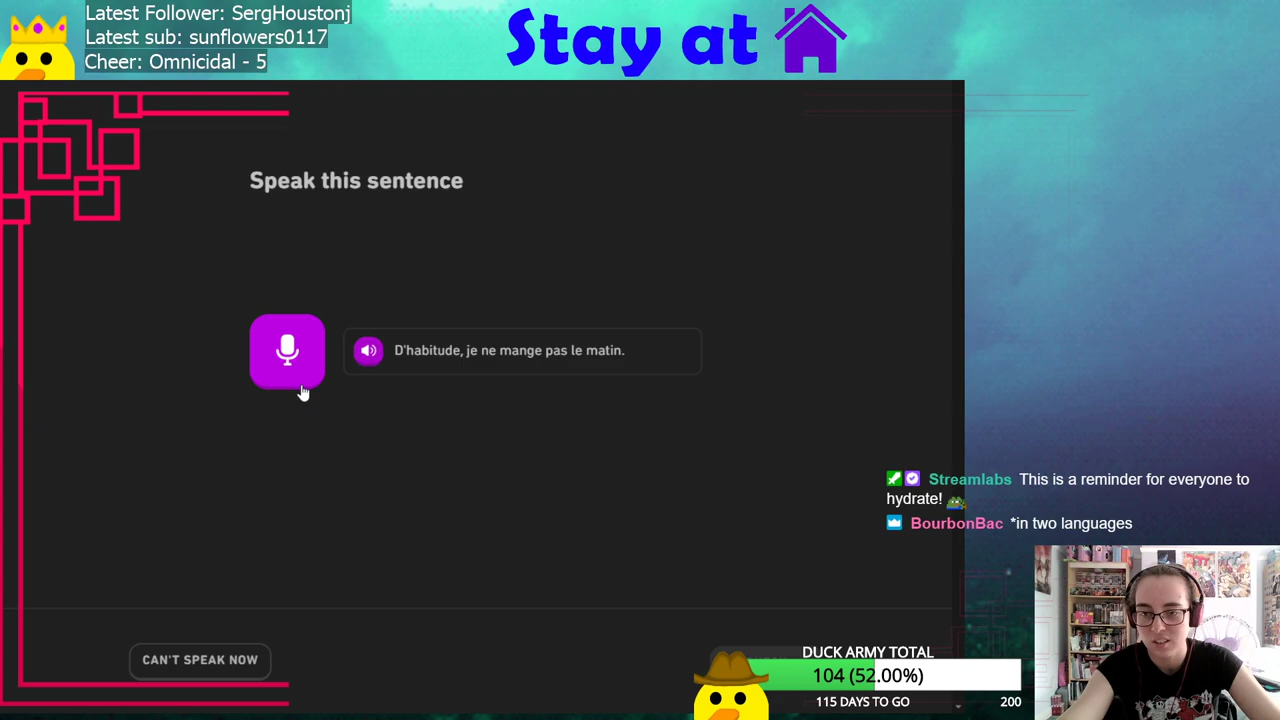 Latest Follower: SergHoustonj
Latest sub: sunflowers0117
Cheer: Omnicidal - 5
Stay at
Speak this sentence
D'habitude, je ne mange pas le matin.
Streamlabs This is a reminder for everyone to
hydrate!
BourbonBac *in two languages
CAN'T SPEAK NOW
DUCK ARMY TOTAL
104 (52.00%)
115 DAYS TO GO
200